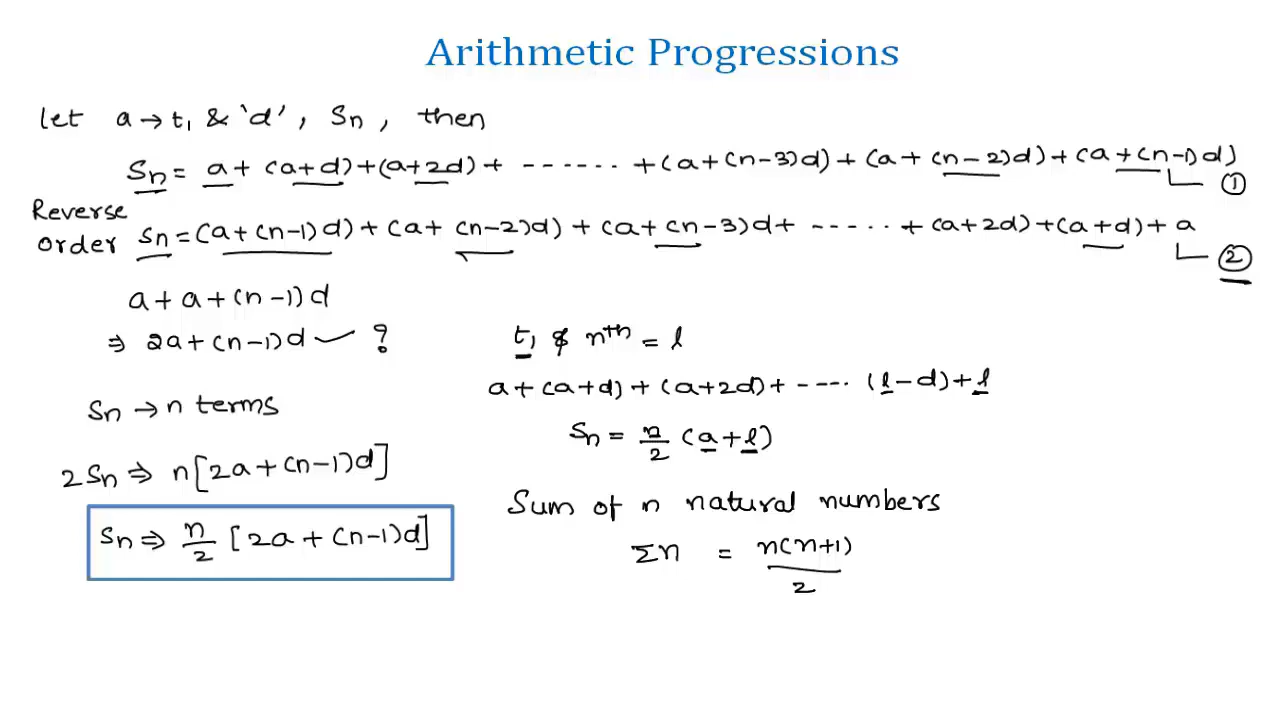 Arithmetic Progressions
let a → t₁ & 'd', Sn, then
Sn = a + (a+d) + (a+2d) + ------ + (a+(n-3)d) + (a+(n-2)d) + (a+(n-1)d) ①
Reverse order Sn = (a+(n-1)d) + (a+(n-2)d) + (a+(n-3)d + ------ + (a+2d) + (a+d) + a ②
a + a + (n-1)d
⇒ 2a + (n-1)d ✓ ?
Sn → n terms
2Sn ⇒ n[2a+(n-1)d]
Sn ⇒ n/2 [2a+(n-1)d]
t₁ & nth = l
a + (a+d) + (a+2d) + ---- (l-d) + l
Sn = n/2 (a+l)
Sum of n natural numbers
Σn = n(n+1)/2